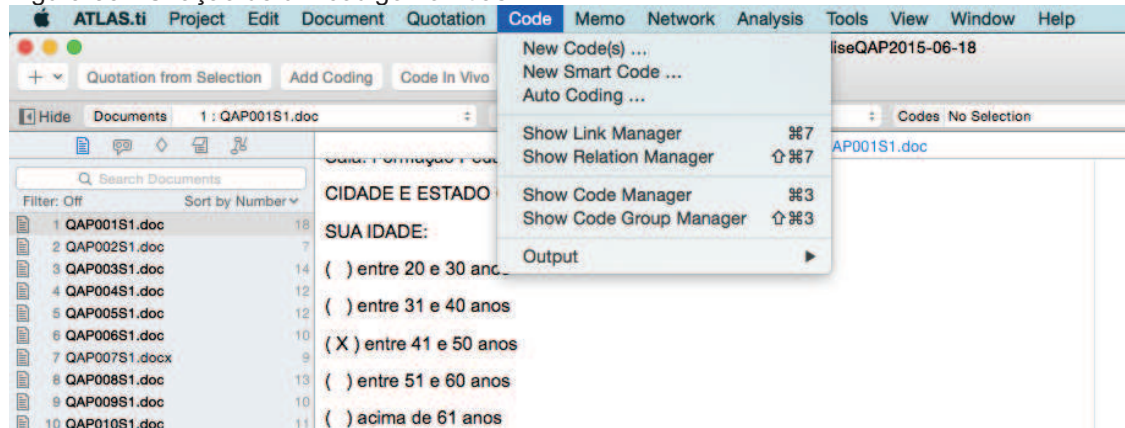 ATLAS.ti Project Edit Document Quotation Code Memo Network Analysis Tools View Window Help
liseQAP2015-06-18
+ Quotation from Selection Add Coding Code In Vivo
New Code(s) ...
New Smart Code ...
Auto Coding ...
Show Link Manager ⌘7
Show Relation Manager ⇧⌘7
Show Code Manager ⌘3
Show Code Group Manager ⇧⌘3
Output ▶
Hide Documents 1 : QAP001S1.doc Codes No Selection
AP001S1.doc
Search Documents
Filter: Off Sort by Number
1 QAP001S1.doc 18
2 QAP002S1.doc 7
3 QAP003S1.doc 14
4 QAP004S1.doc 12
5 QAP005S1.doc 12
6 QAP006S1.doc 10
7 QAP007S1.docx 9
8 QAP008S1.doc 13
9 QAP009S1.doc 10
10 QAP010S1.doc 11
CIDADE E ESTADO
SUA IDADE:
( ) entre 20 e 30 anos
( ) entre 31 e 40 anos
( X ) entre 41 e 50 anos
( ) entre 51 e 60 anos
( ) acima de 61 anos